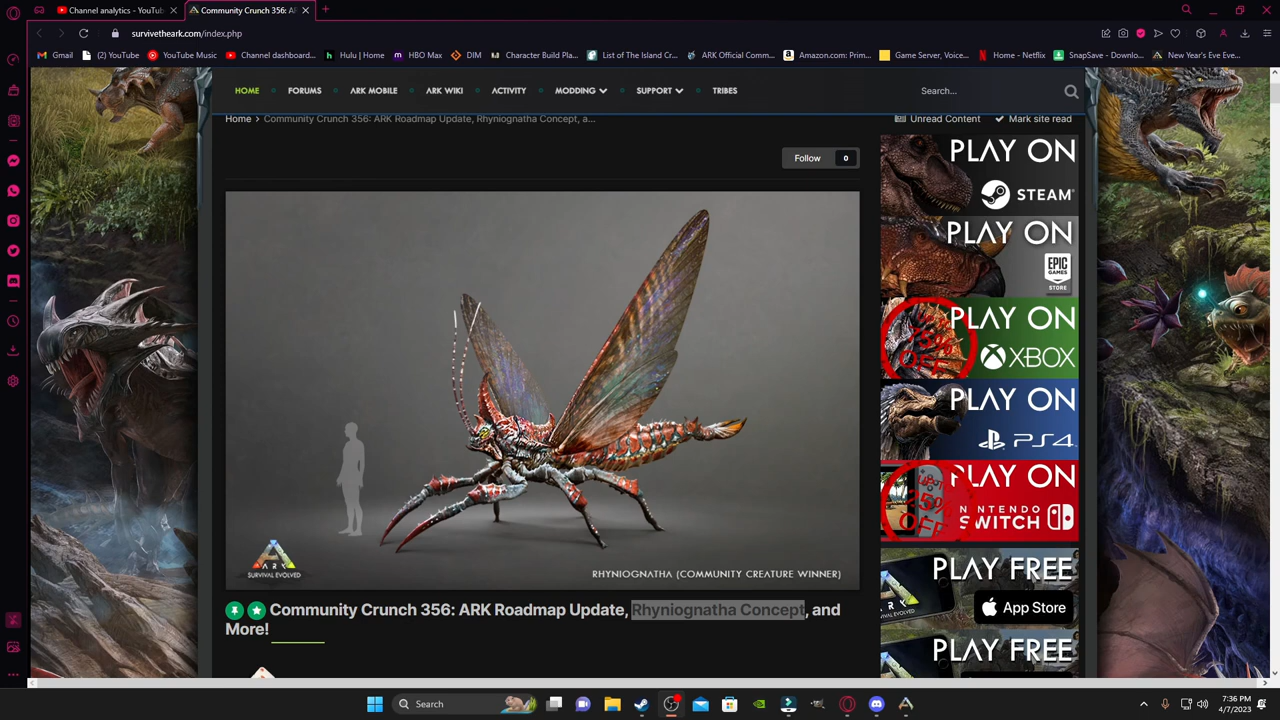 Channel analytics - YouTub
Community Crunch 356: AR
survivetheark.com/index.php
Gmail
(2) YouTube
YouTube Music
Channel dashboard...
Hulu | Home
HBO Max
DIM
Character Build Pla...
List of The Island Cr...
ARK Official Comm...
Amazon.com: Prim...
Game Server, Voice...
Home - Netflix
SnapSave - Downlo...
New Year's Eve Eve...
HOME
FORUMS
ARK MOBILE
ARK WIKI
ACTIVITY
MODDING
SUPPORT
TRIBES
Search...
Home > Community Crunch 356: ARK Roadmap Update, Rhyniognatha Concept, a...
Unread Content
Mark site read
Follow 0
PLAY ON
STEAM
PLAY ON
EPIC
GAMES
STORE
PLAY ON
XBOX
75%
OFF
PLAY ON
PS4
PLAY ON
NINTENDO
SWITCH
OFF
ARK
SURVIVAL EVOLVED
RHYNIOGNATHA (COMMUNITY CREATURE WINNER)
PLAY FREE
App Store
PLAY FREE
Community Crunch 356: ARK Roadmap Update, Rhyniognatha Concept, and
More!
Search
7:36 PM
4/7/2023